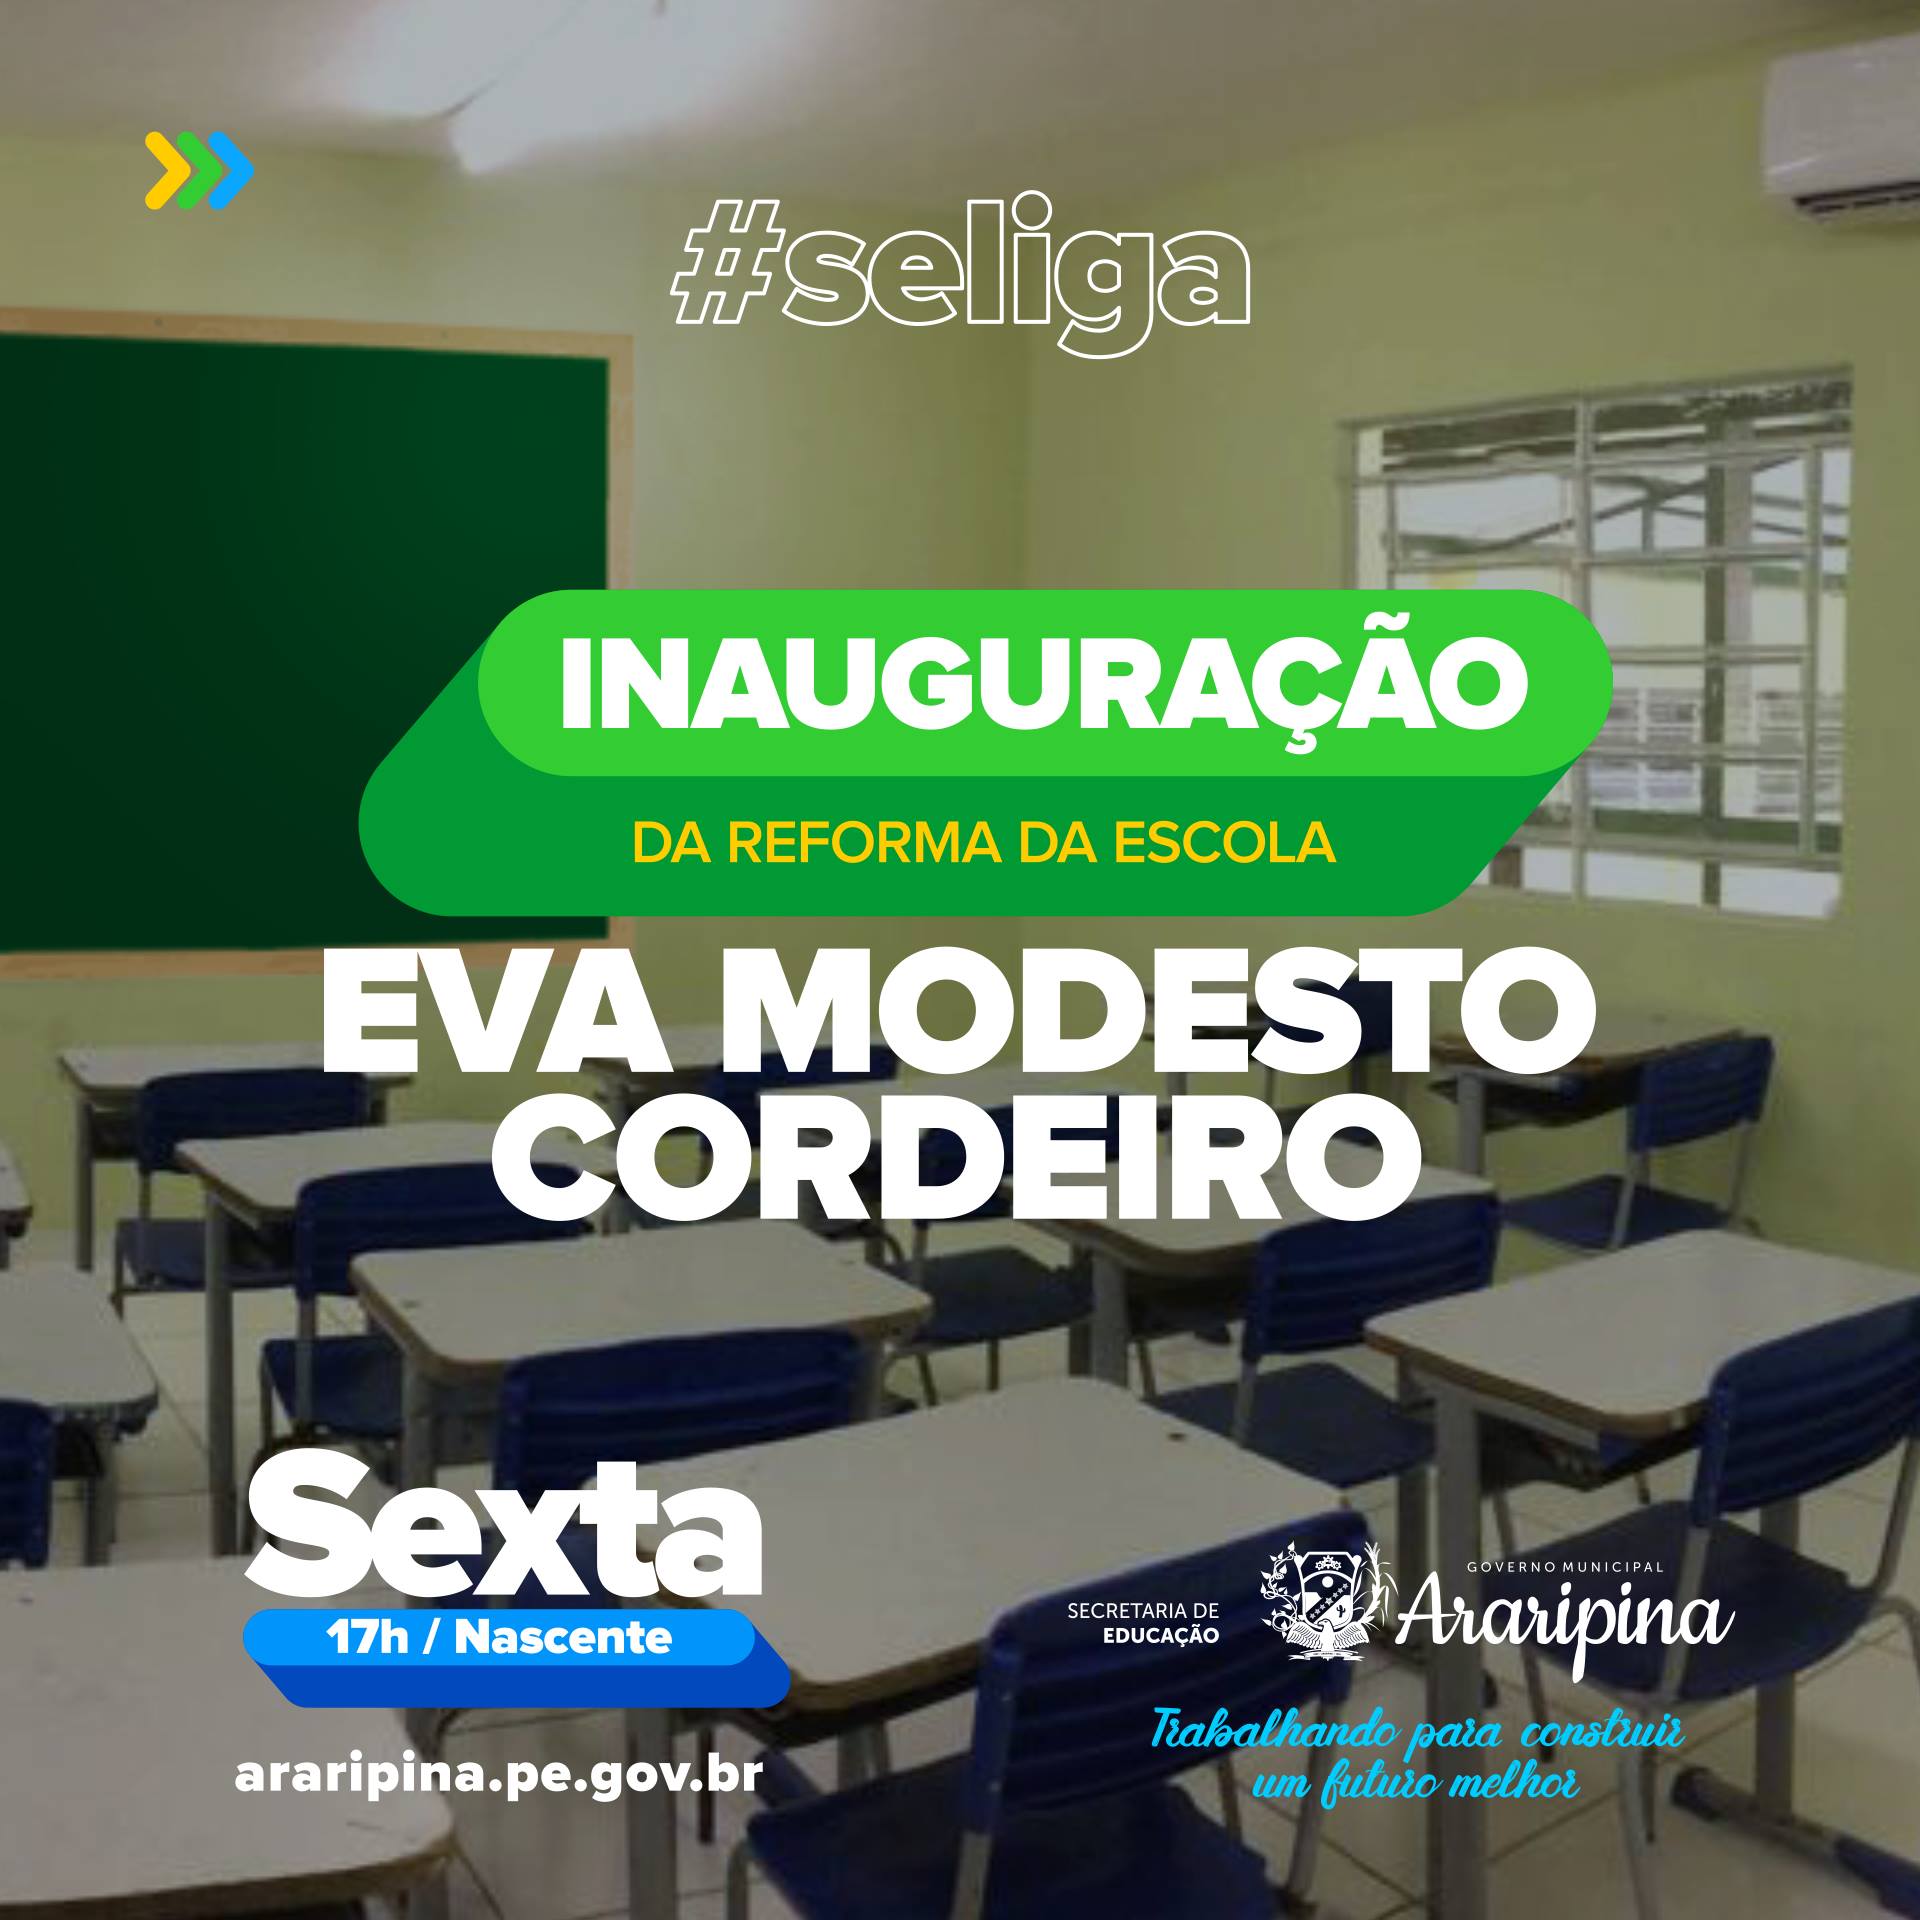 #seliga
INAUGURAÇÃO
DA REFORMA DA ESCOLA
EVA MODESTO
CORDEIRO
Sexta
17h / Nascente
araripina.pe.gov.br
SECRETARIA DE
EDUCAÇÃO
GOVERNO MUNICIPAL
Araripina
Trabalhando para construir
um futuro melhor